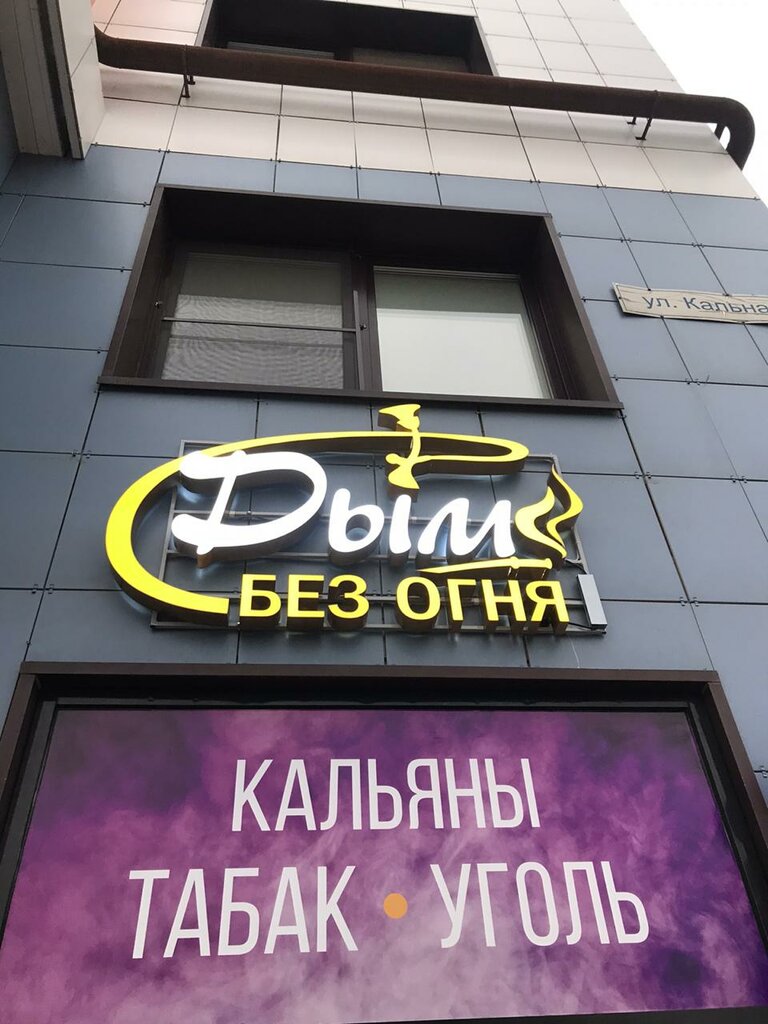 ул. Кальна
Дым
БЕЗ ОГНЯ
КАЛЬЯНЫ
ТАБАК • УГОЛЬ